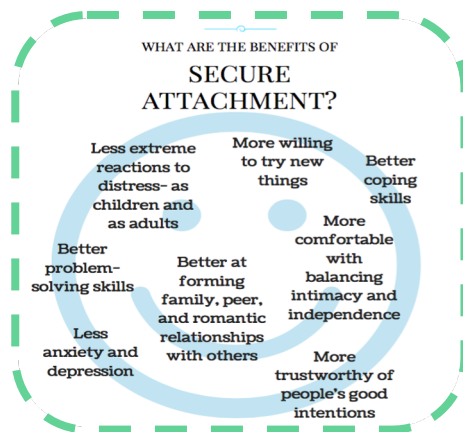 WHAT ARE THE BENEFITS OF
SECURE
ATTACHMENT?
Less extreme
reactions to
distress- as
children and
as adults
More willing
to try new
things
Better
coping
skills
More
comfortable
with
balancing
intimacy and
independence
Better
problem-
solving skills
Better at
forming
family, peer,
and romantic
relationships
with others
Less
anxiety and
depression
More
trustworthy of
people's good
intentions